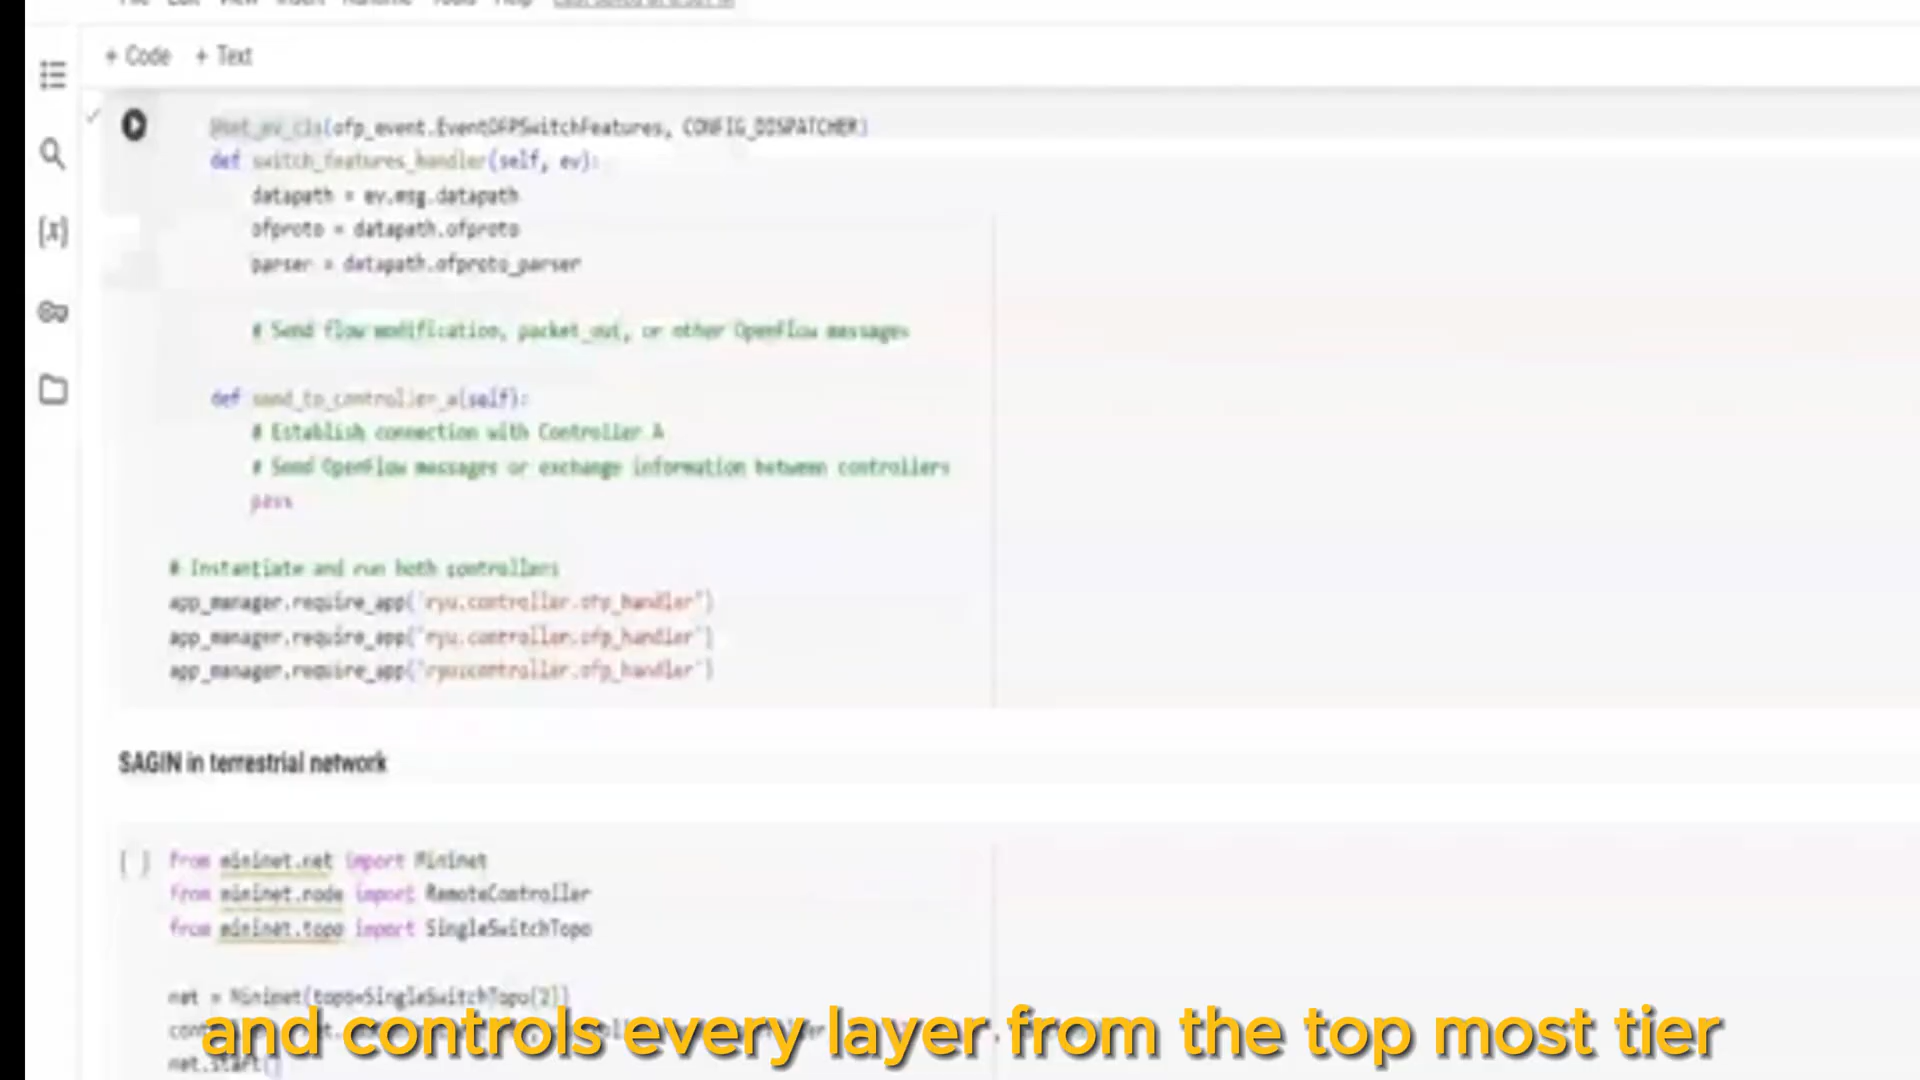 + Code + Text
@set_ev_cls(ofp_event.EventOFPSwitchFeatures, CONFIG_DISPATCHER)
def switch_features_handler(self, ev):
datapath = ev.msg.datapath
ofproto = datapath.ofproto
parser = datapath.ofproto_parser
# Send flow modification, packet_out, or other OpenFlow messages
def send_to_controller_a(self):
# Establish connection with Controller A
# Send OpenFlow messages or exchange information between controllers
pass
# Instantiate and run both controllers
app_manager.require_app('ryu.controller.ofp_handler')
app_manager.require_app('ryu.controller.ofp_handler')
app_manager.require_app('ryu.controller.ofp_handler')
SAGIN in terrestrial network
[ ] from mininet.net import Mininet
from mininet.node import RemoteController
from mininet.topo import SingleSwitchTopo
net = Mininet(topo=SingleSwitchTopo(2))
and controls every layer from the top most tier
net.start()